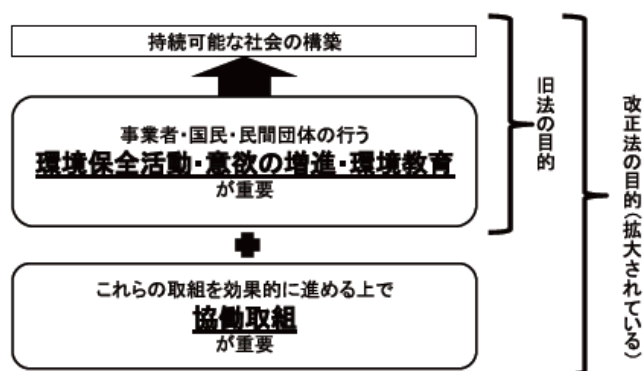 持続可能な社会の構築
事業者・国民・民間団体の行う
環境保全活動・意欲の増進・環境教育
が重要
これらの取組を効果的に進める上で
協働取組
が重要
旧法の目的
改正法の目的(拡大されている)